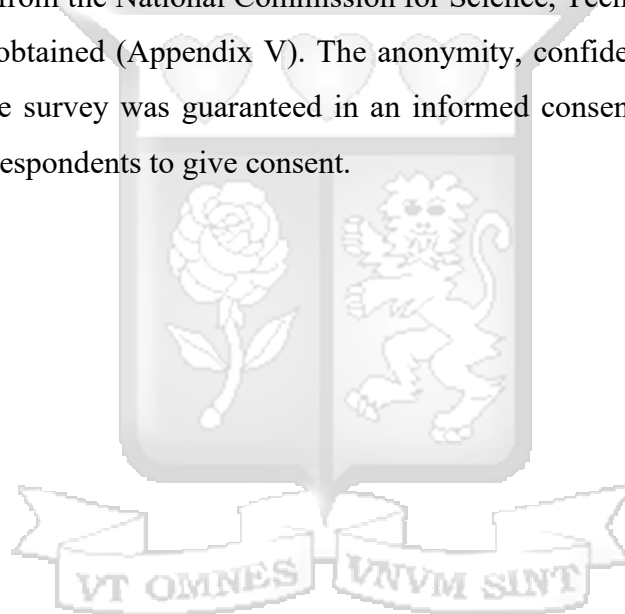 from the National Commission for Science, Tech
obtained (Appendix V). The anonymity, confide
e survey was guaranteed in an informed consen
espondents to give consent.
VT OMNES VNVM SINT